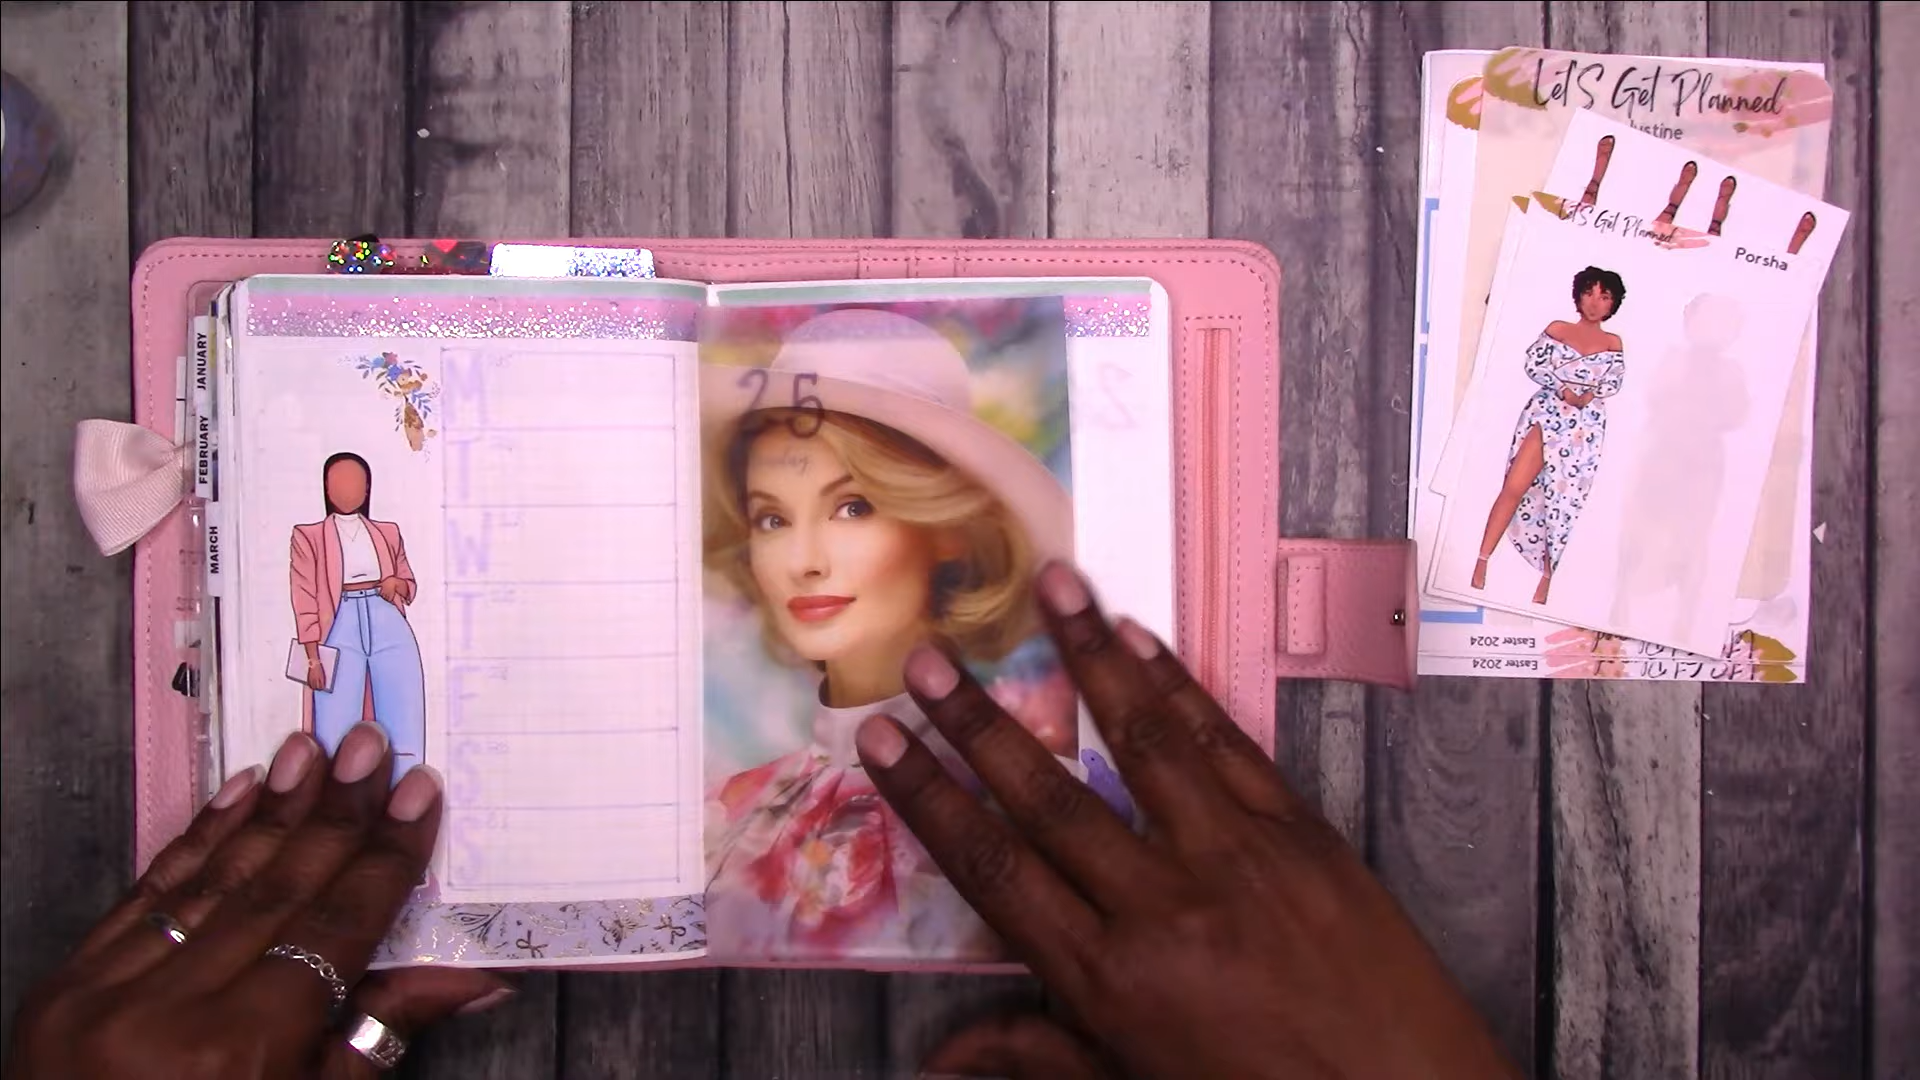 JANUARY
FEBRUARY
MARCH
M
T
W
T
F
S
S
25
Let's Get Planned
Justine
Let's Get Planned
Porsha
Easter 2024
Easter 2024